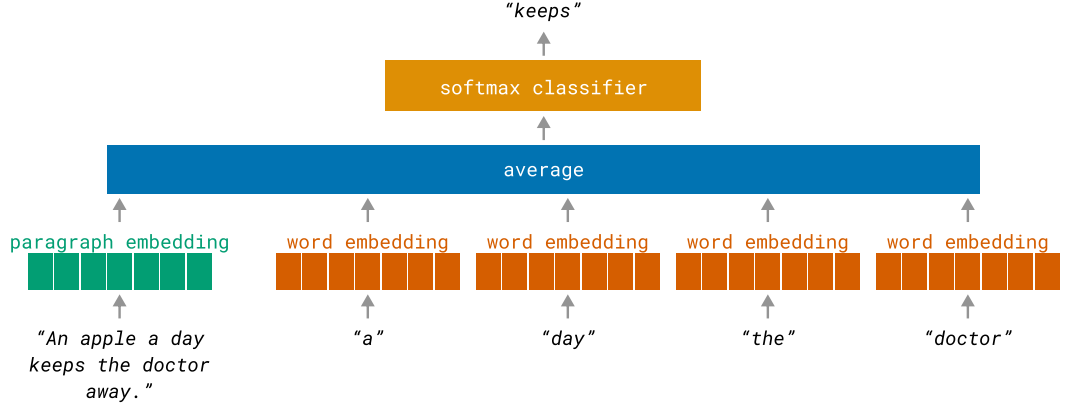 “keeps”
softmax classifier
average
paragraph embedding
word embedding
word embedding
word embedding
word embedding
“An apple a day
keeps the doctor
away.”
“a”
“day”
“the”
“doctor”